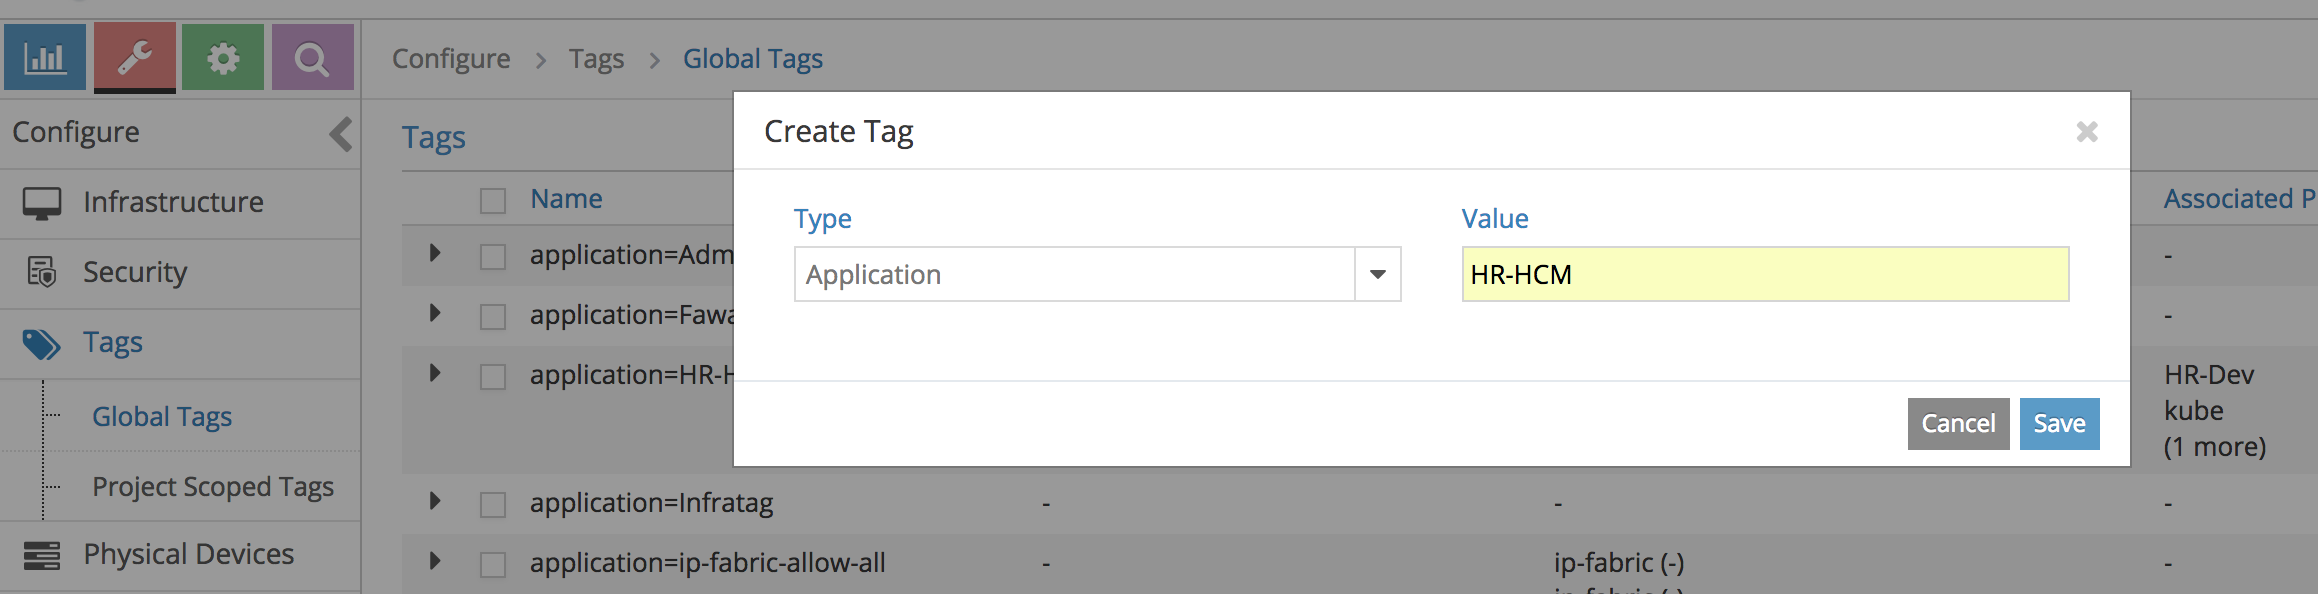 Configure > Tags > Global Tags
Configure
Infrastructure
Security
Tags
Global Tags
Project Scoped Tags
Physical Devices
Tags
Name
Associated P
application=Adm
-
application=Fawa
-
application=HR-H
HR-Dev
kube
(1 more)
application=Infratag - - -
application=ip-fabric-allow-all - ip-fabric (-) -
Create Tag
Type
Value
Application
HR-HCM
Cancel
Save